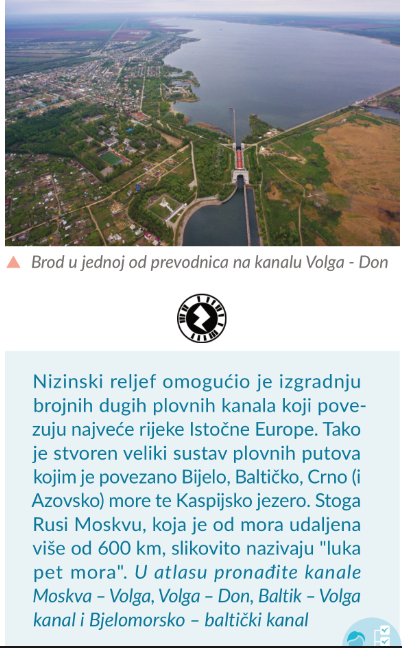 Brod u jednoj od prevodnica na kanalu Volga - Don
Nizinski reljef omogućio je izgradnju
brojnih dugih plovnih kanala koji pove-
zuju najveće rijeke Istočne Europe. Tako
je stvoren veliki sustav plovnih putova
kojim je povezano Bijelo, Baltičko, Crno (i
Azovsko) more te Kaspijsko jezero. Stoga
Rusi Moskvu, koja je od mora udaljena
više od 600 km, slikovito nazivaju "luka
pet mora". U atlasu pronađite kanale
Moskva – Volga, Volga – Don, Baltik – Volga
kanal i Bjelomorsko – baltički kanal